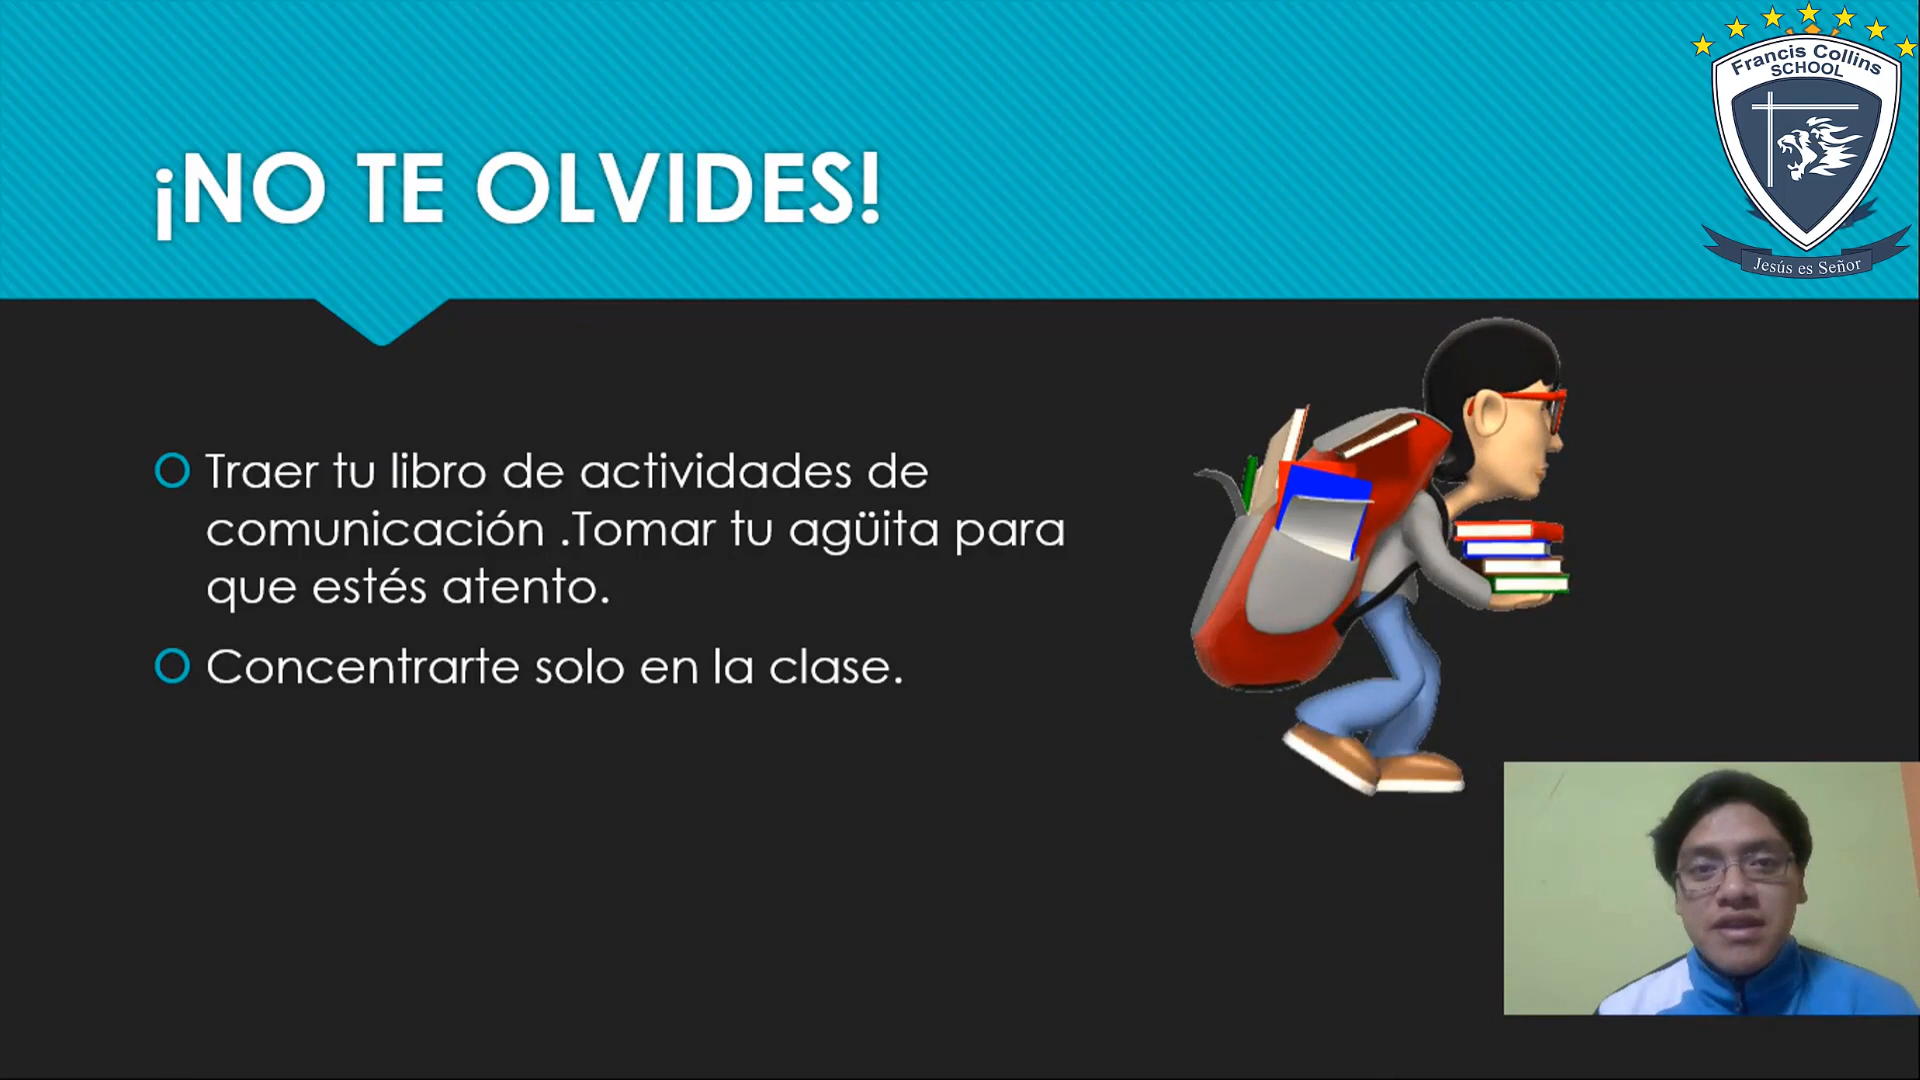 Francis Collins
SCHOOL
¡NO TE OLVIDES!
Jesús es Señor
Traer tu libro de actividades de
comunicación .Tomar tu agüita para
que estés atento.
Concentrarte solo en la clase.